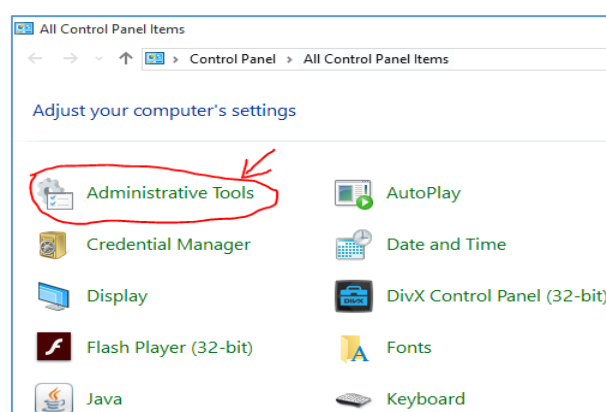 All Control Panel Items
Control Panel > All Control Panel Items
Adjust your computer's settings
Administrative Tools
AutoPlay
Credential Manager
Date and Time
Display
DIVX
DivX Control Panel (32-bit)
Flash Player (32-bit)
Fonts
Java
Keyboard